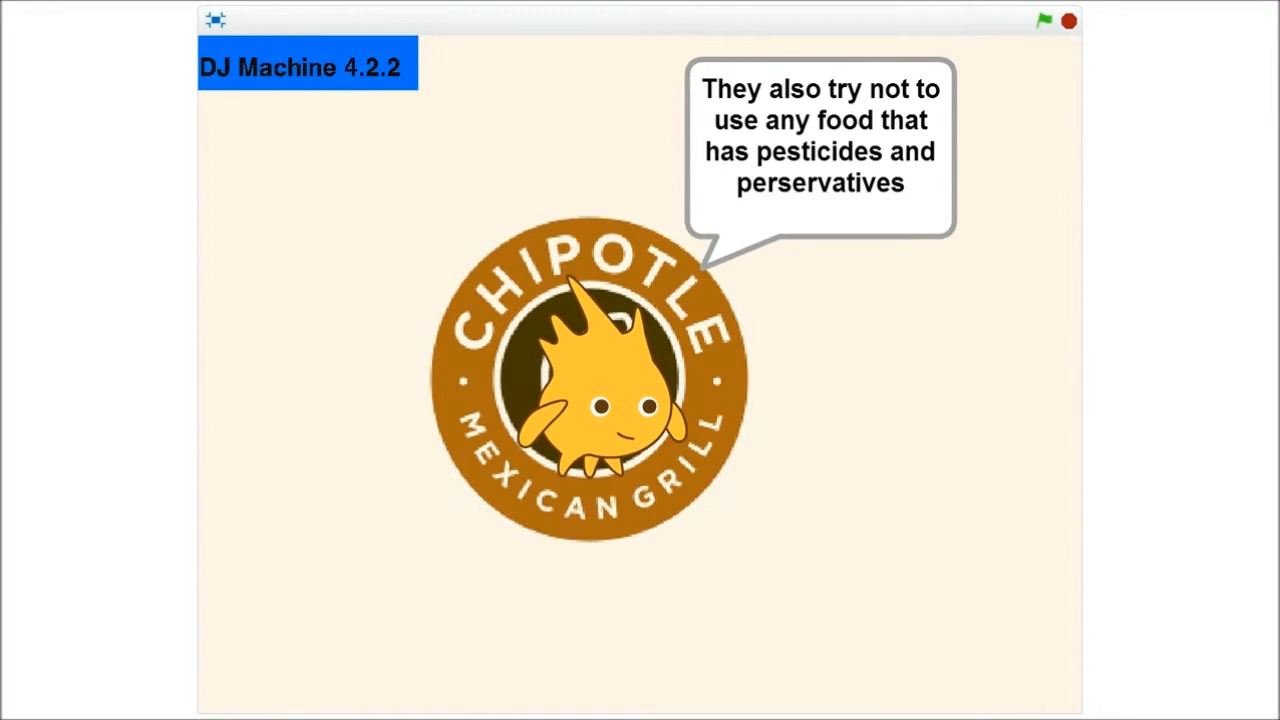 DJ Machine 4.2.2
They also try not to
use any food that
has pesticides and
perservatives
CHIPOTLE
MEXICAN GRILL